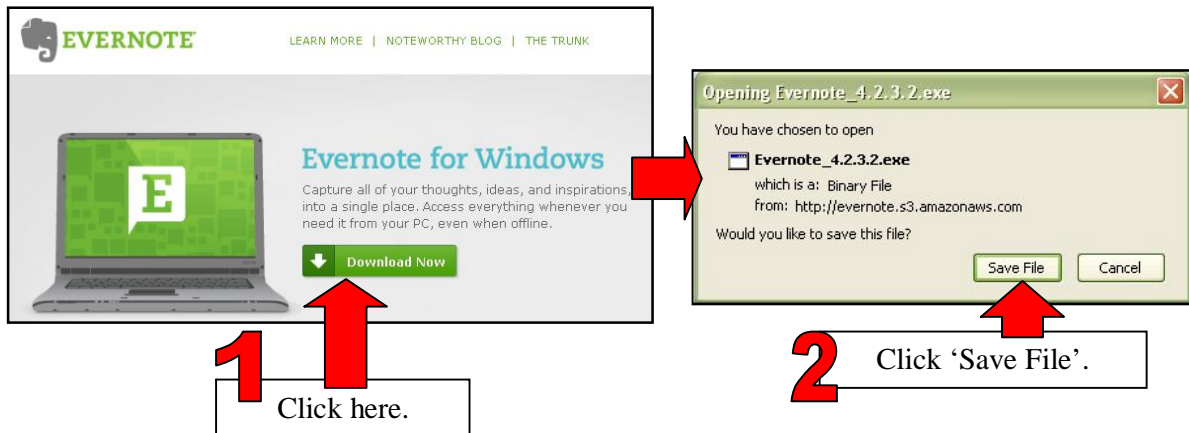 EVERNOTE
LEARN MORE | NOTEWORTHY BLOG | THE TRUNK
E
Evernote for Windows
Capture all of your thoughts, ideas, and inspirations,
into a single place. Access everything whenever you
need it from your PC, even when offline.
Download Now
1
Click here.
Opening Evernote_4.2.3.2.exe
You have chosen to open
Evernote_4.2.3.2.exe
which is a: Binary File
from: http://evernote.s3.amazonaws.com
Would you like to save this file?
Save File Cancel
2
Click ‘Save File’.